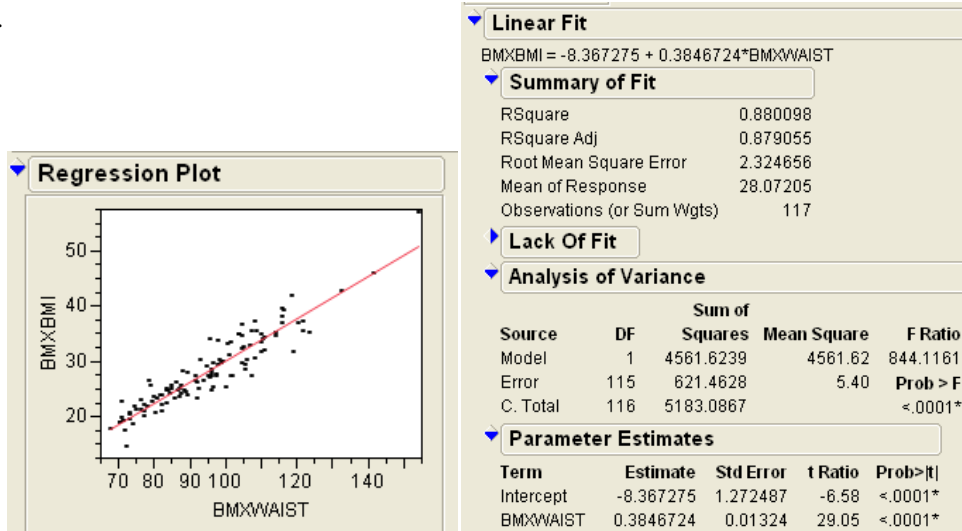 Regression Plot
BMXBMI
50
40
30
20
70 80 90 100 120 140
BMXWAIST
Linear Fit
BMXBMI = -8.367275 + 0.3846724*BMXWAIST
Summary of Fit
RSquare 0.880098
RSquare Adj 0.879055
Root Mean Square Error 2.324656
Mean of Response 28.07205
Observations (or Sum Wgts) 117
Lack Of Fit
Analysis of Variance
Sum of
Source DF Squares Mean Square F Ratio
Model 1 4561.6239 4561.62 844.1161
Error 115 621.4628 5.40 Prob > F
C. Total 116 5183.0867 <.0001*
Parameter Estimates
Term Estimate Std Error t Ratio Prob>|t|
Intercept -8.367275 1.272487 -6.58 <.0001*
BMXWAIST 0.3846724 0.01324 29.05 <.0001*